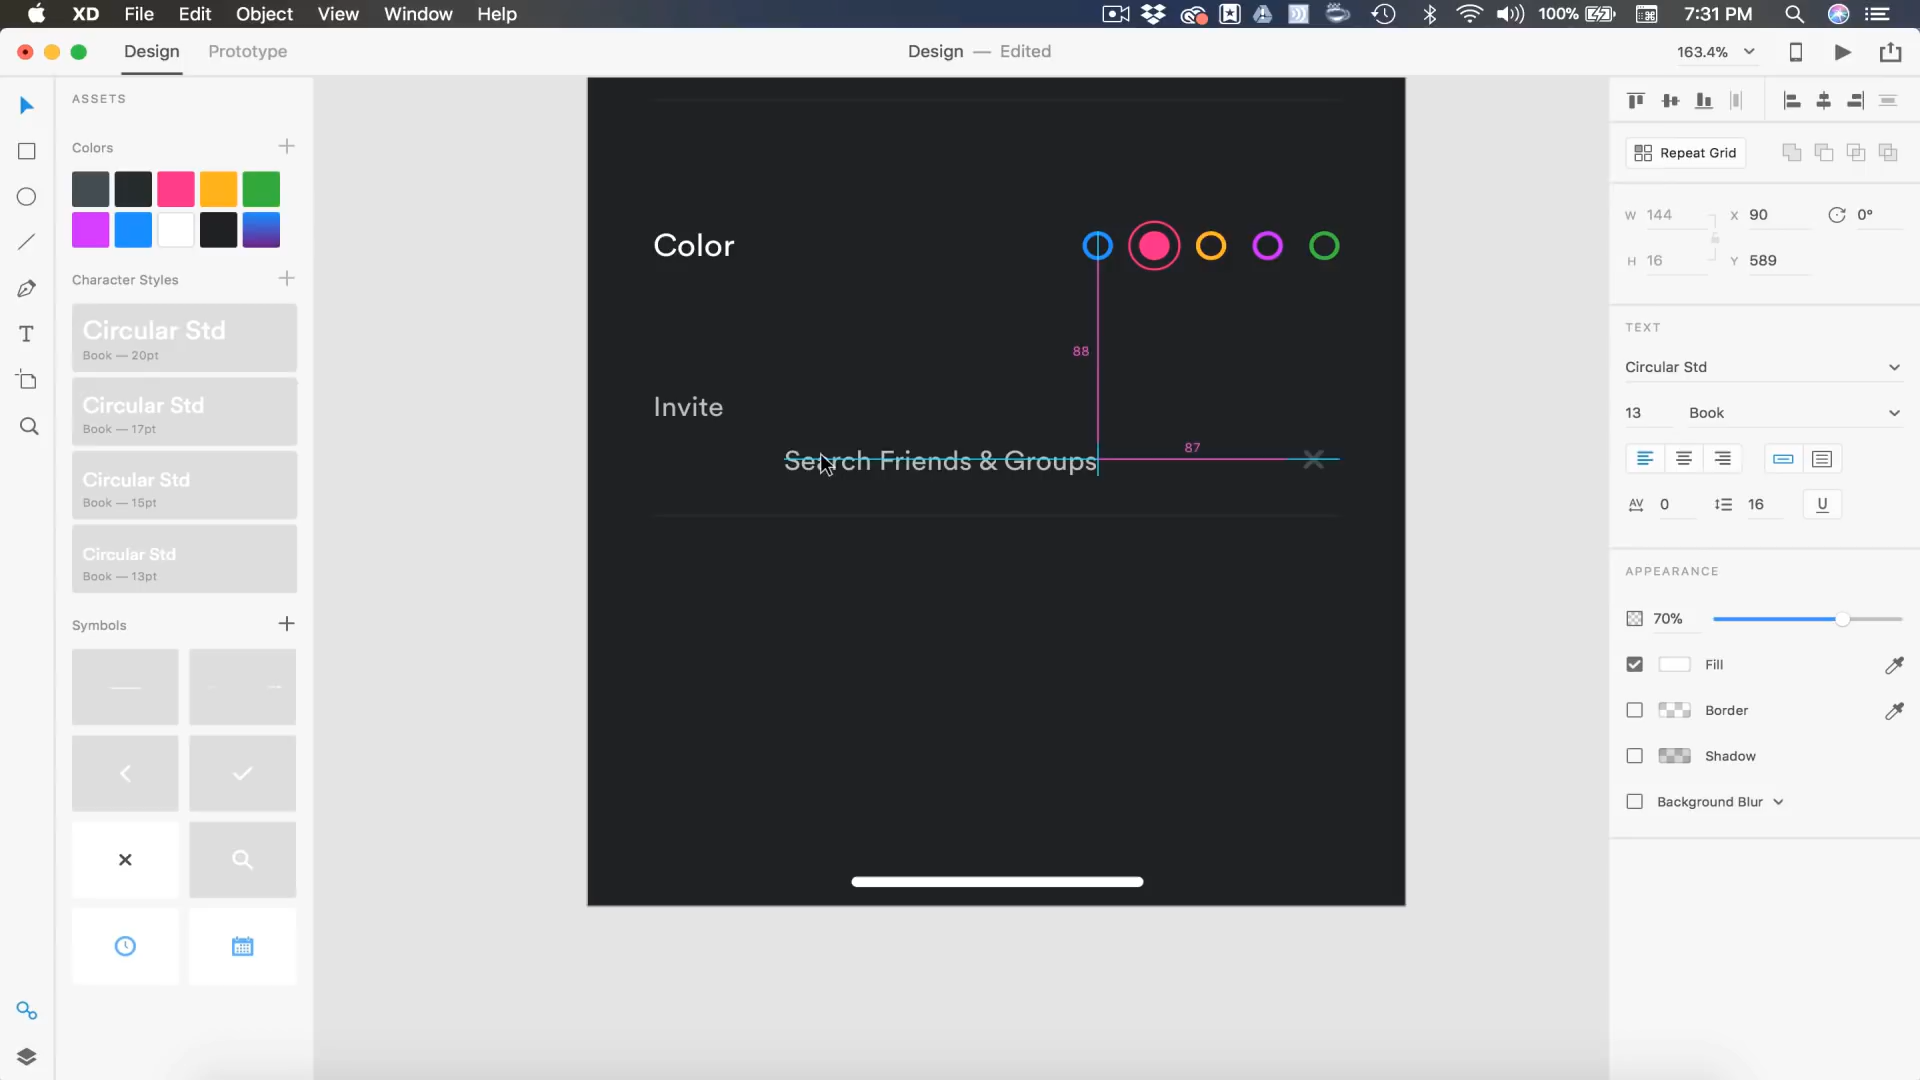 XD File Edit Object View Window Help 100% 7:31 PM
Design Prototype Design — Edited 163.4%
ASSETS
Colors
Character Styles
Circular Std
Book — 20pt
Circular Std
Book — 17pt
Circular Std
Book — 15pt
Circular Std
Book — 13pt
Symbols
Color
88
Invite
87
Search Friends & Groups
Repeat Grid
W 144 X 90 0°
H 16 Y 589
TEXT
Circular Std
13 Book
AV 0 16 U
APPEARANCE
70%
Fill
Border
Shadow
Background Blur